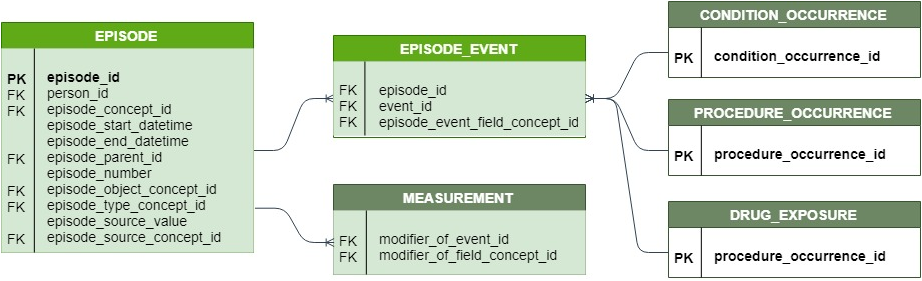 EPISODE
PK episode_id
FK person_id
FK episode_concept_id
episode_start_datetime
episode_end_datetime
FK episode_parent_id
episode_number
FK episode_object_concept_id
FK episode_type_concept_id
episode_source_value
FK episode_source_concept_id
EPISODE_EVENT
FK episode_id
FK event_id
FK episode_event_field_concept_id
MEASUREMENT
FK modifier_of_event_id
FK modifier_of_field_concept_id
CONDITION_OCCURRENCE
PK condition_occurrence_id
PROCEDURE_OCCURRENCE
PK procedure_occurrence_id
DRUG_EXPOSURE
PK procedure_occurrence_id